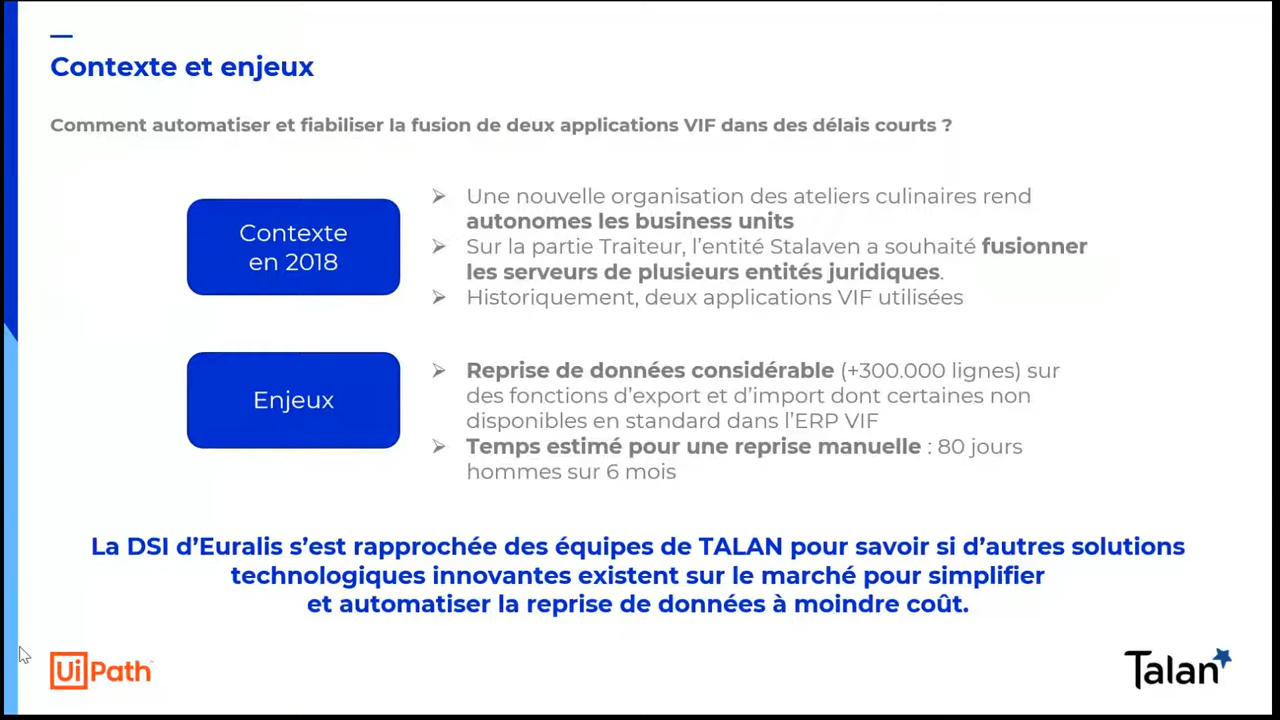 Contexte et enjeux
Comment automatiser et fiabiliser la fusion de deux applications VIF dans des délais courts ?
Contexte
en 2018
➢ Une nouvelle organisation des ateliers culinaires rend
autonomes les business units
➢ Sur la partie Traiteur, l’entité Stalaven a souhaité fusionner
les serveurs de plusieurs entités juridiques.
➢ Historiquement, deux applications VIF utilisées
Enjeux
➢ Reprise de données considérable (+300.000 lignes) sur
des fonctions d’export et d’import dont certaines non
disponibles en standard dans l’ERP VIF
➢ Temps estimé pour une reprise manuelle : 80 jours
hommes sur 6 mois
La DSI d’Euralis s’est rapprochée des équipes de TALAN pour savoir si d’autres solutions
technologiques innovantes existent sur le marché pour simplifier
et automatiser la reprise de données à moindre coût.
UiPath
Talan